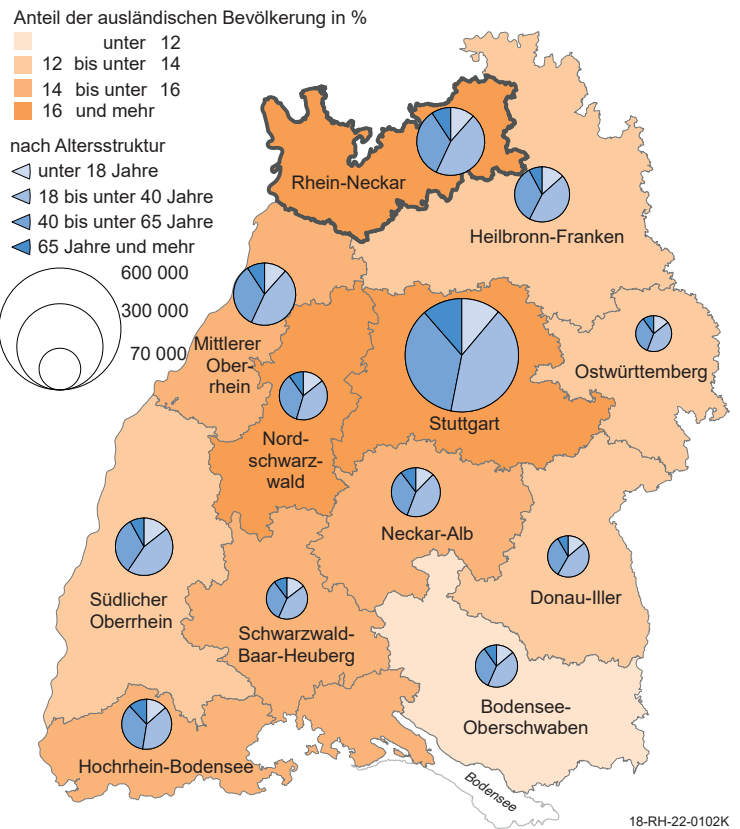 Anteil der ausländischen Bevölkerung in %
unter 12
12 bis unter 14
14 bis unter 16
16 und mehr
nach Altersstruktur
unter 18 Jahre
18 bis unter 40 Jahre
40 bis unter 65 Jahre
65 Jahre und mehr
600 000
300 000
70 000
Rhein-Neckar
Heilbronn-Franken
Mittlerer
Ober-
rhein
Ostwürttemberg
Stuttgart
Nord-
schwarz-
wald
Neckar-Alb
Südlicher
Oberrhein
Donau-Iller
Schwarzwald-
Baar-Heuberg
Bodensee-
Oberschwaben
Hochrhein-Bodensee
Bodensee
18-RH-22-0102K